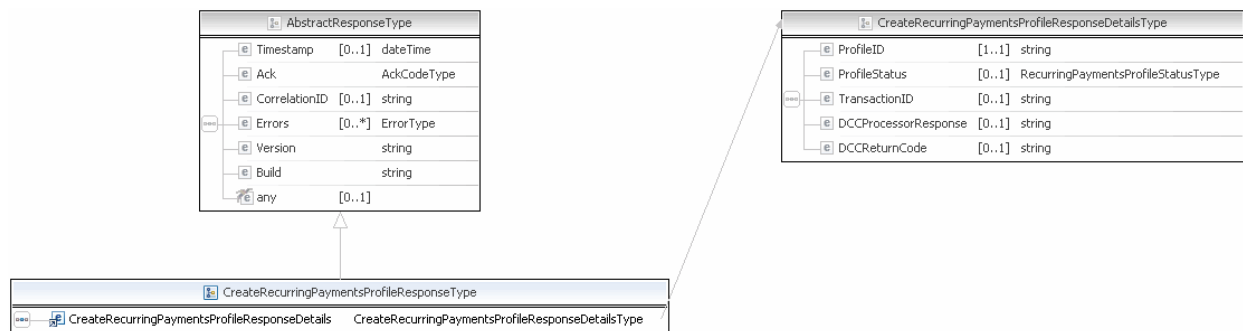 AbstractResponseType
Timestamp [0..1] dateTime
Ack AckCodeType
CorrelationID [0..1] string
Errors [0..*] ErrorType
Version string
Build string
any [0..1]
CreateRecurringPaymentsProfileResponseDetailsType
ProfileID [1..1] string
ProfileStatus [0..1] RecurringPaymentsProfileStatusType
TransactionID [0..1] string
DCCProcessorResponse [0..1] string
DCCReturnCode [0..1] string
CreateRecurringPaymentsProfileResponseType
CreateRecurringPaymentsProfileResponseDetails CreateRecurringPaymentsProfileResponseDetailsType